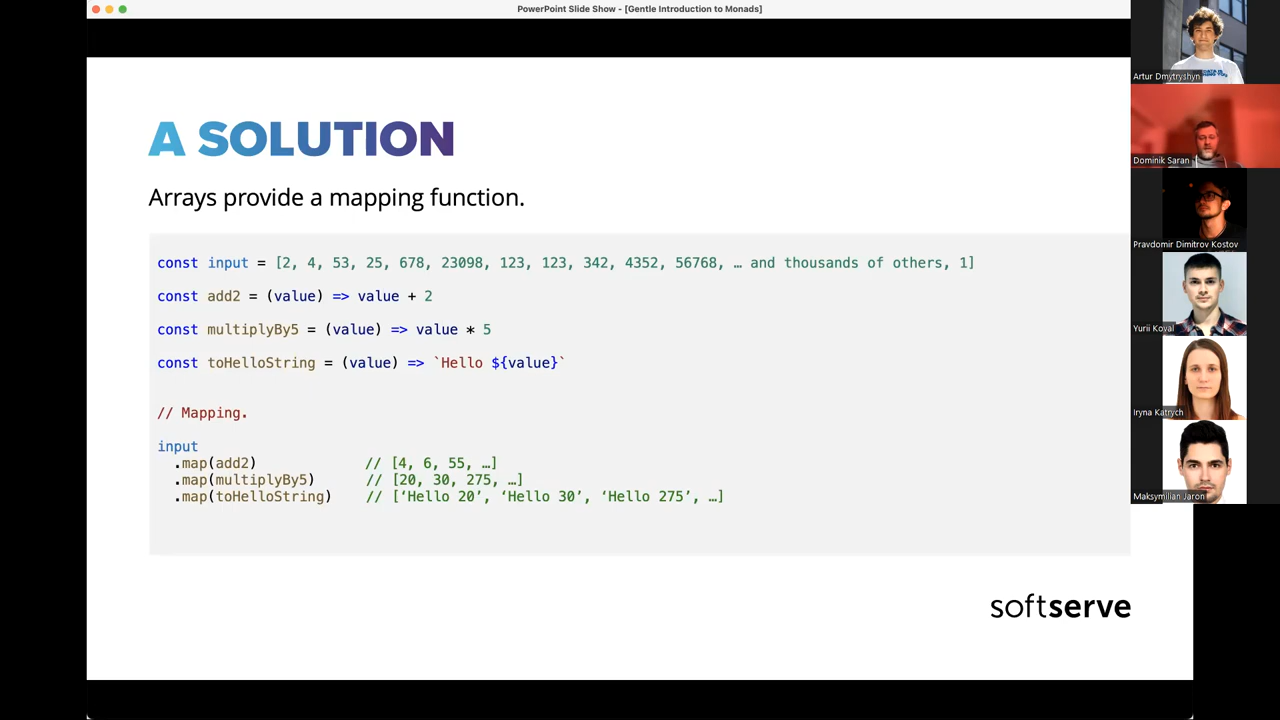 PowerPoint Slide Show - [Gentle Introduction to Monads]
A SOLUTION
Arrays provide a mapping function.
const input = [2, 4, 53, 25, 678, 23098, 123, 123, 342, 4352, 56768, … and thousands of others, 1]
const add2 = (value) => value + 2
const multiplyBy5 = (value) => value * 5
const toHelloString = (value) => `Hello ${value}`
// Mapping.
input
.map(add2) // [4, 6, 55, …]
.map(multiplyBy5) // [20, 30, 275, …]
.map(toHelloString) // [‘Hello 20’, ‘Hello 30’, ‘Hello 275’, …]
softserve
Artur Dmytryshyn
Dominik Saran
Pravdomir Dimitrov Kostov
Yurii Koval
Iryna Katrych
Maksymilian Jaron